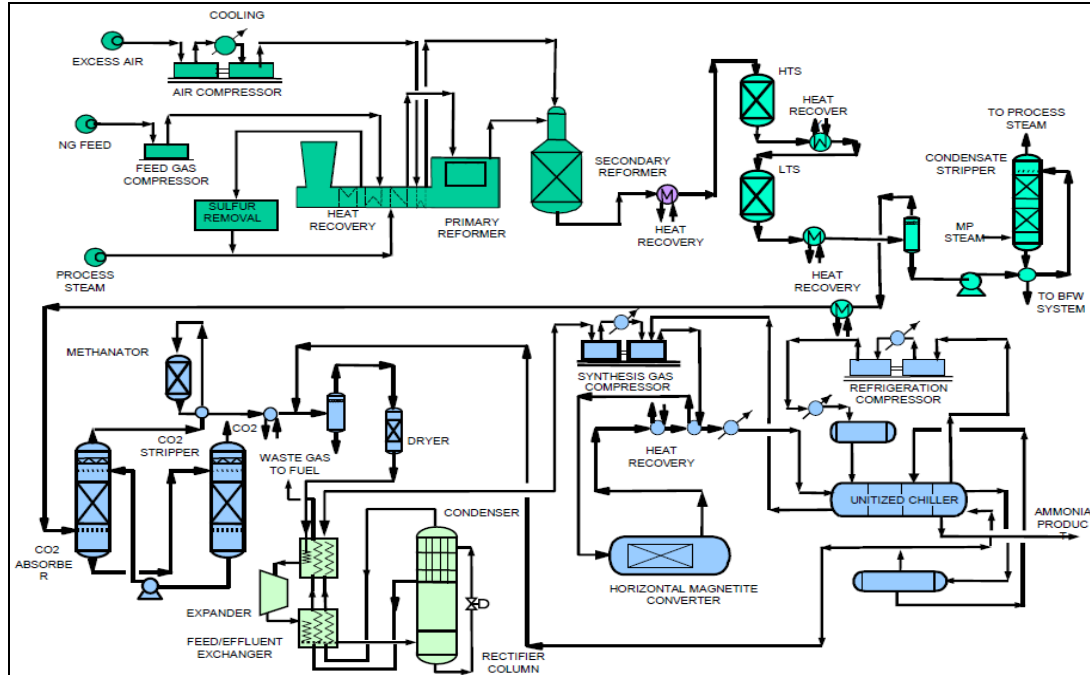 COOLING
EXCESS AIR
AIR COMPRESSOR
NG FEED
FEED GAS
COMPRESSOR
SULFUR
REMOVAL
HEAT
RECOVERY
PRIMARY
REFORMER
PROCESS
STEAM
SECONDARY
REFORMER
HEAT
RECOVERY
HTS
HEAT
RECOVER
LTS
HEAT
RECOVERY
TO PROCESS
STEAM
CONDENSATE
STRIPPER
MP
STEAM
TO BFW
SYSTEM
METHANATOR
CO2
STRIPPER
CO2
CO2
ABSORBE
R
WASTE GAS
TO FUEL
DRYER
CONDENSER
EXPANDER
FEED/EFFLUENT
EXCHANGER
RECTIFIER
COLUMN
SYNTHESIS GAS
COMPRESSOR
HEAT
RECOVERY
HORIZONTAL MAGNETITE
CONVERTER
REFRIGERATION
COMPRESSOR
UNITIZED CHILLER
AMMONIA
PRODUC
T